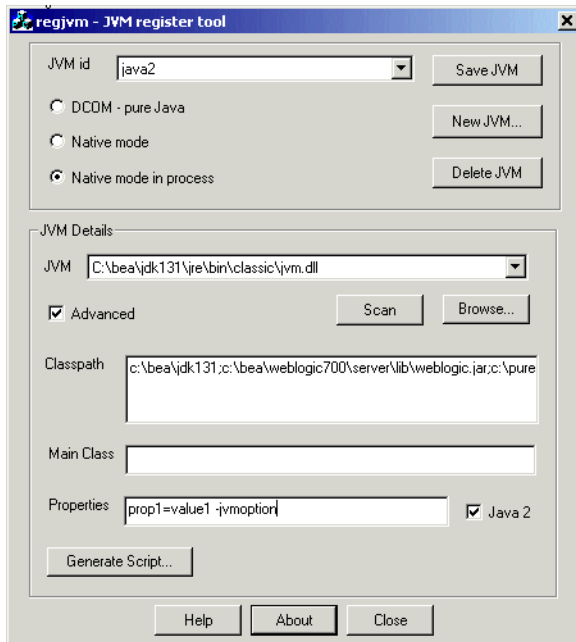 regjvm - JVM register tool
JVM id
java2
Save JVM
DCOM - pure Java
New JVM...
Native mode
Delete JVM
Native mode in process
JVM Details
JVM
C:\bea\jdk131\jre\bin\classic\jvm.dll
Advanced
Scan
Browse...
Classpath
c:\bea\jdk131;c:\bea\weblogic700\server\lib\weblogic.jar;c:\pure
Main Class
Properties
prop1=value1 -jvmoption
Java 2
Generate Script...
Help
About
Close